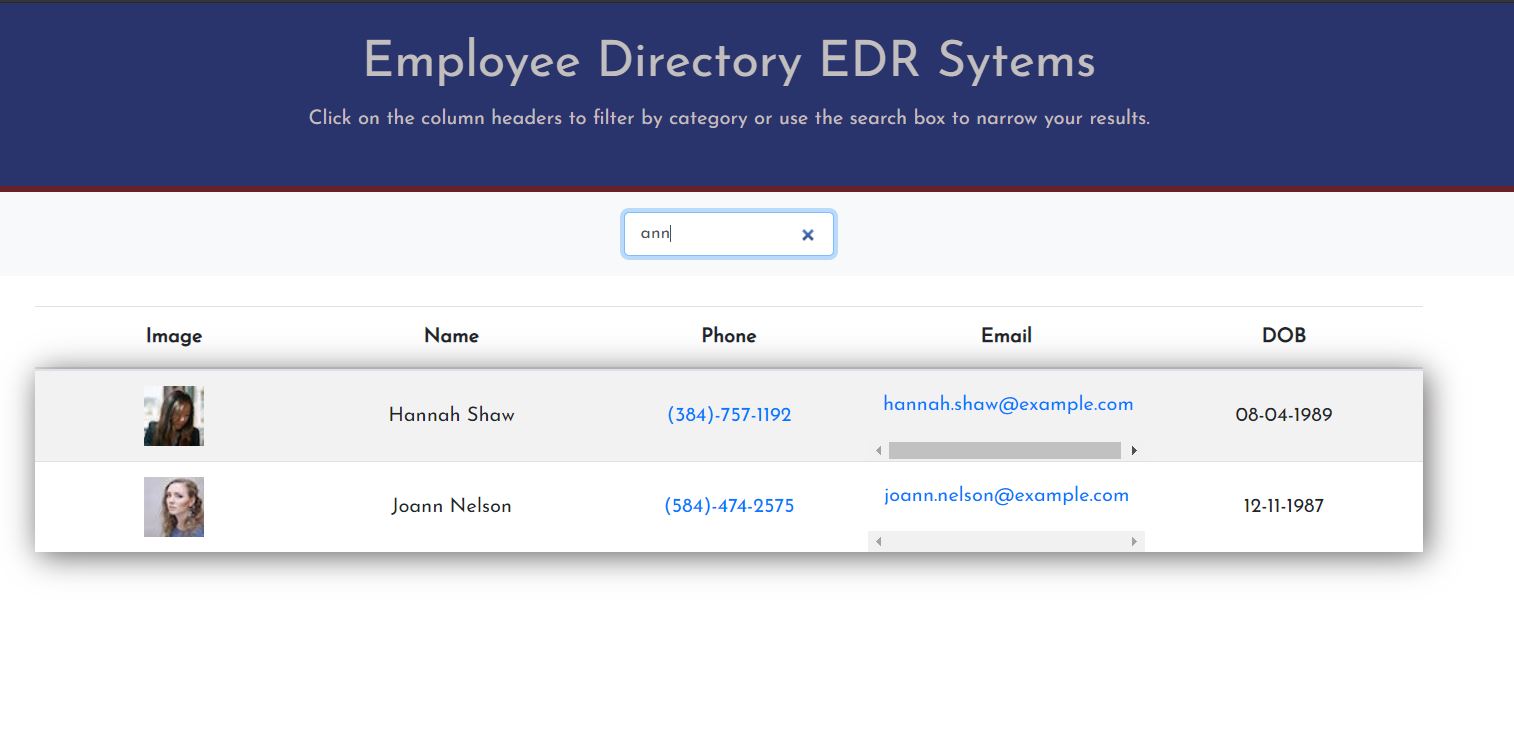 Employee Directory EDR Sytems
Click on the column headers to filter by category or use the search box to narrow your results.
ann
Image Name Phone Email DOB
Hannah Shaw (384)-757-1192 hannah.shaw@example.com 08-04-1989
Joann Nelson (584)-474-2575 joann.nelson@example.com 12-11-1987